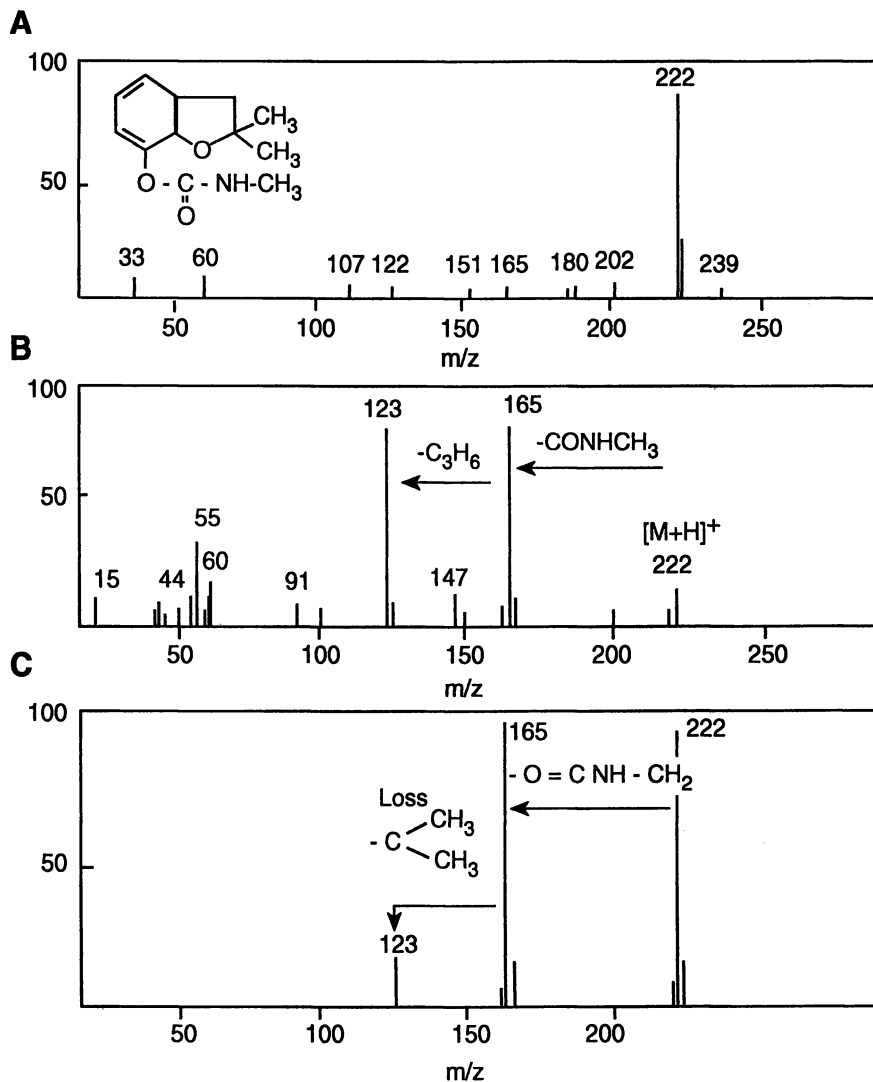 A
100
222
CH3
O
CH3
50
O - C - NH-CH3
O
33 60 107 122 151 165 180 202 239
50 100 150 200 250
m/z
B
100
123 165
-C3H6 -CONHCH3
50
55
[M+H]+
15 44 60 91 147 222
50 100 150 200 250
m/z
C
100
165 222
- O = C NH - CH2
Loss
CH3
- C
CH3
50
123
50 100 150 200
m/z